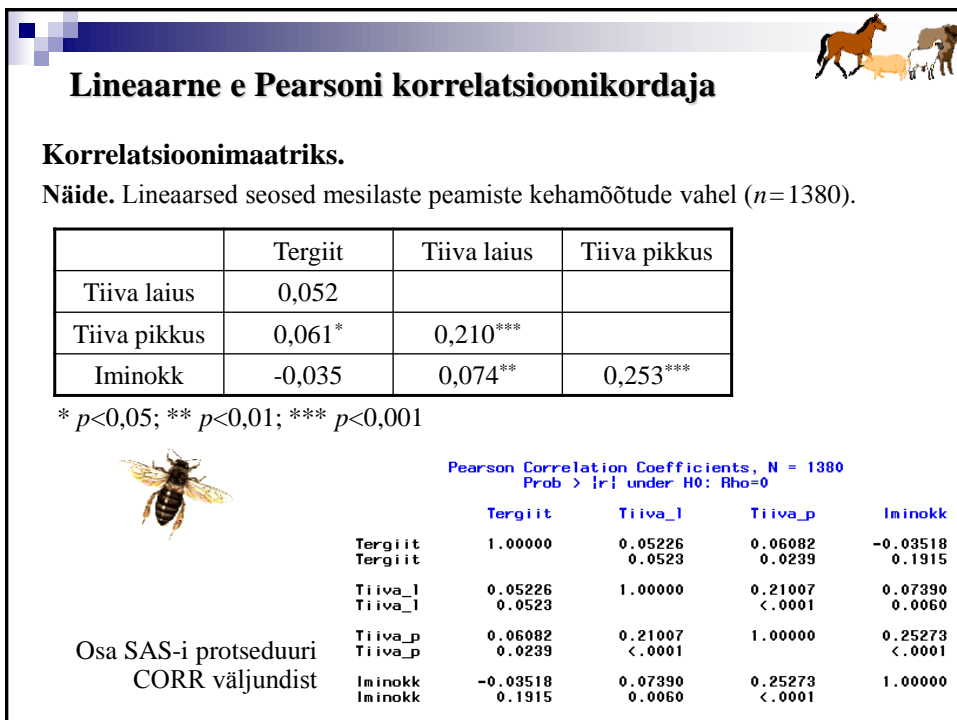 Lineaarne e Pearsoni korrelatsioonikordaja
Korrelatsioonimaatriks.
Näide. Lineaarsed seosed mesilaste peamiste kehamõõtude vahel (n=1380).
Tergiit Tiiva laius Tiiva pikkus
Tiiva laius 0,052
Tiiva pikkus 0,061* 0,210***
Iminokk -0,035 0,074** 0,253***
* p<0,05; ** p<0,01; *** p<0,001
Pearson Correlation Coefficients, N = 1380
Prob > |r| under H0: Rho=0
Tergiit Tiiva_l Tiiva_p Iminokk
Tergiit 1.00000 0.05226 0.06082 -0.03518
Tergiit 0.0523 0.0239 0.1915
Tiiva_l 0.05226 1.00000 0.21007 0.07390
Tiiva_l 0.0523 <.0001 0.0060
Tiiva_p 0.06082 0.21007 1.00000 0.25273
Tiiva_p 0.0239 <.0001 <.0001
Iminokk -0.03518 0.07390 0.25273 1.00000
Iminokk 0.1915 0.0060 <.0001
Osa SAS-i protseduuri
CORR väljundist